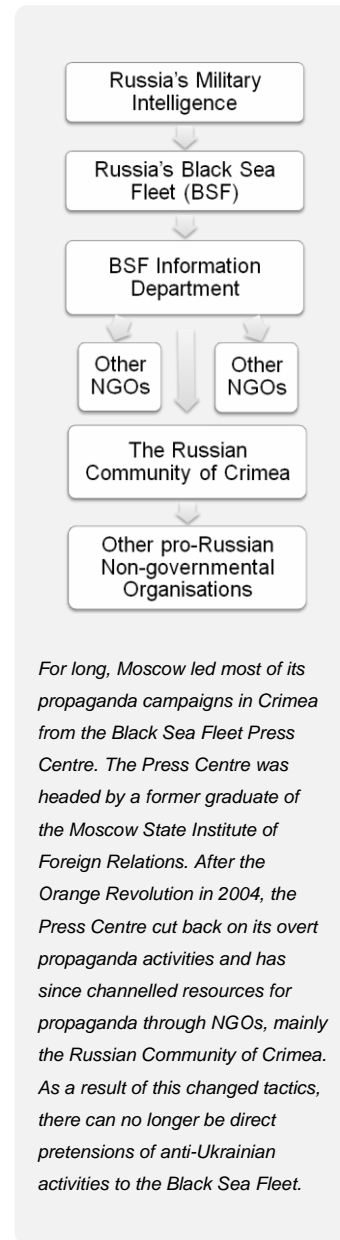 Russia's Military
Intelligence
Russia's Black Sea
Fleet (BSF)
BSF Information
Department
Other
NGOs
Other
NGOs
The Russian
Community of Crimea
Other pro-Russian
Non-governmental
Organisations
For long, Moscow led most of its
propaganda campaigns in Crimea
from the Black Sea Fleet Press
Centre. The Press Centre was
headed by a former graduate of
the Moscow State Institute of
Foreign Relations. After the
Orange Revolution in 2004, the
Press Centre cut back on its overt
propaganda activities and has
since channelled resources for
propaganda through NGOs, mainly
the Russian Community of Crimea.
As a result of this changed tactics,
there can no longer be direct
pretensions of anti-Ukrainian
activities to the Black Sea Fleet.